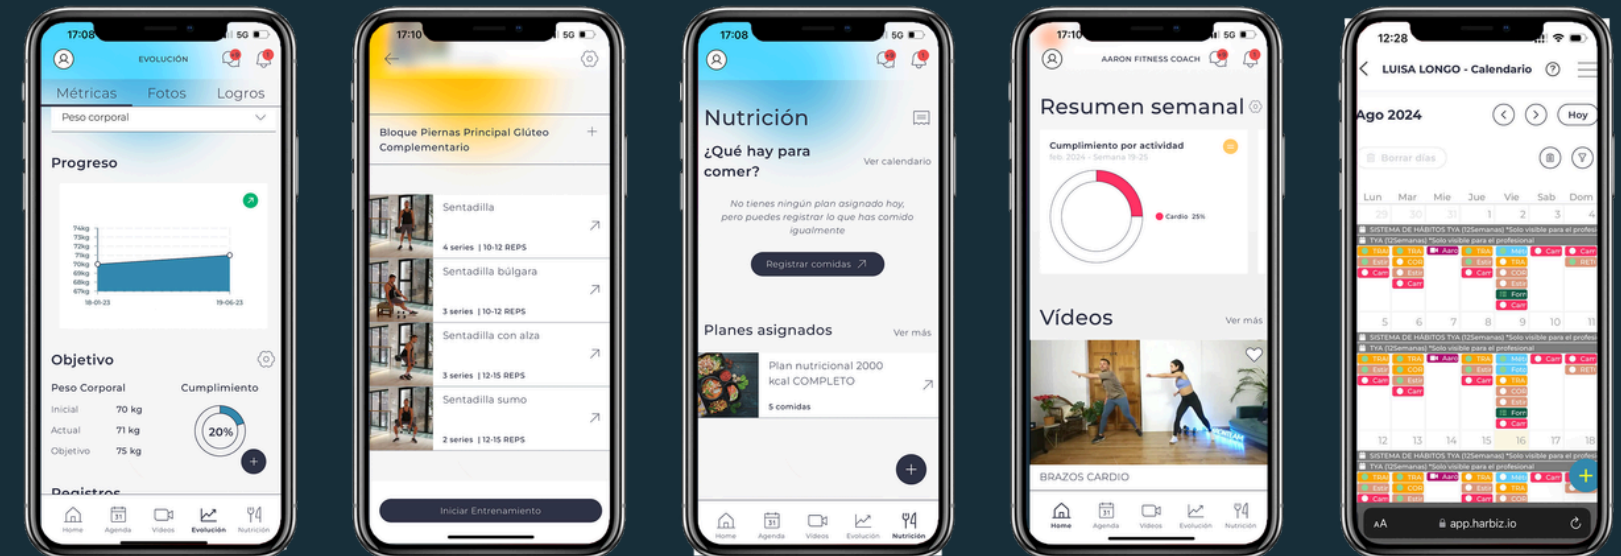 17:08
5G
EVOLUCIÓN
Métricas Fotos Logros
Peso corporal
Progreso
74kg
73kg
72kg
71kg
70kg
69kg
68kg
67kg
18-01-23 19-06-23
Objetivo
Peso Corporal Cumplimiento
Inicial 70 kg
Actual 71 kg
Objetivo 75 kg
20%
+
Registros
Home Agenda Vídeos Evolución Nutrición
17:10
5G
Bloque Piernas Principal Glúteo +
Complementario
Sentadilla
4 series | 10-12 REPS
Sentadilla búlgara
3 series | 10-12 REPS
Sentadilla con alza
3 series | 12-15 REPS
Sentadilla sumo
2 series | 12-15 REPS
Iniciar Entrenamiento
17:08
5G
Nutrición
¿Qué hay para
comer?
Ver calendario
No tienes ningún plan asignado hoy,
pero puedes registrar lo que has comido
igualmente
Registrar comidas
Planes asignados Ver más
Plan nutricional 2000
kcal COMPLETO
5 comidas
+
Home Agenda Vídeos Evolución Nutrición
17:10
5G
AARON FITNESS COACH
Resumen semanal
Cumplimiento por actividad
feb. 2024 - Semana 19-25
Cardio 25%
Vídeos Ver más
BRAZOS CARDIO
Home Agenda Vídeos Evolución Nutrición
12:28
LUISA LONGO - Calendario ?
Ago 2024 Hoy
Borrar días
Lun Mar Mie Jue Vie Sab Dom
29 30 31 1 2 3 4
SISTEMA DE HÁBITOS TYA (12Semanas) *Solo visible para el profes
TYA (12Semanas) *Solo visible para el profesional
5 6 7 8 9 10 11
SISTEMA DE HÁBITOS TYA (12Semanas) *Solo visible para el profes
TYA (12Semanas) *Solo visible para el profesional
12 13 14 15 16 17 18
SISTEMA DE HÁBITOS TYA (12Semanas) *Solo visible para el profes
TYA (12Semanas) *Solo visible para el profesional
+
AA app.harbiz.io